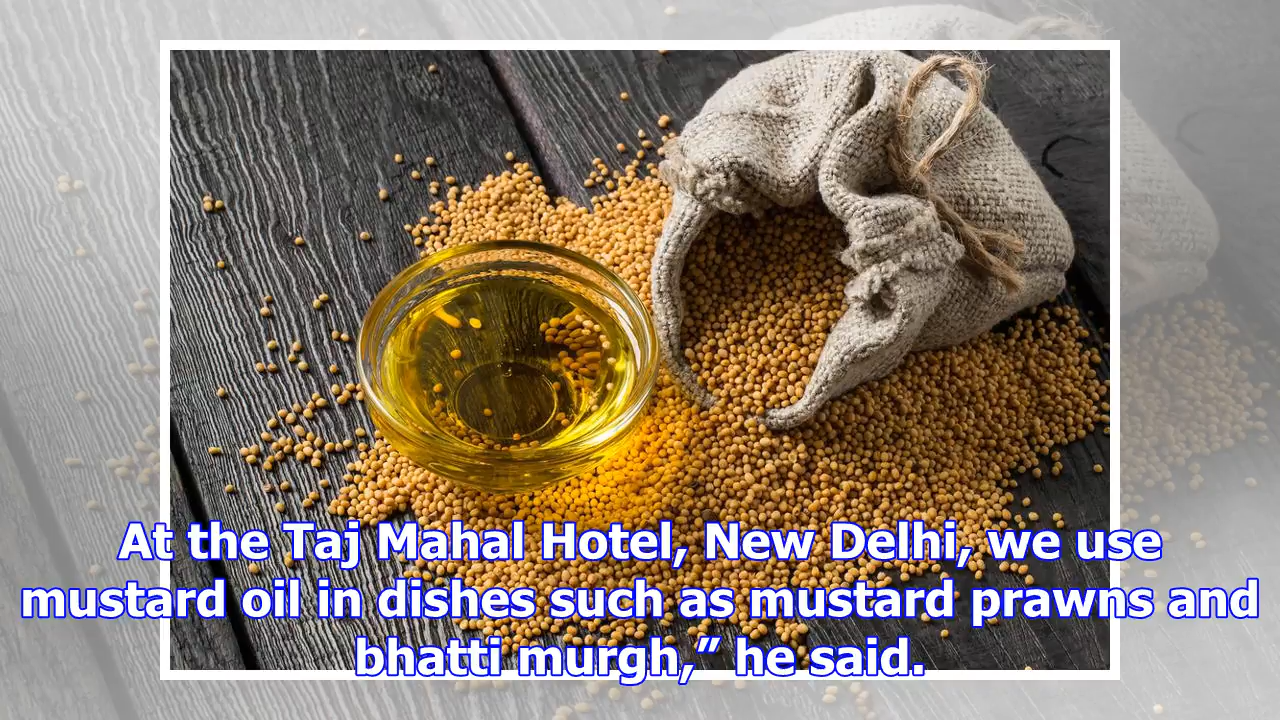 At the Taj Mahal Hotel, New Delhi, we use
mustard oil in dishes such as mustard prawns and
bhatti murgh,” he said.